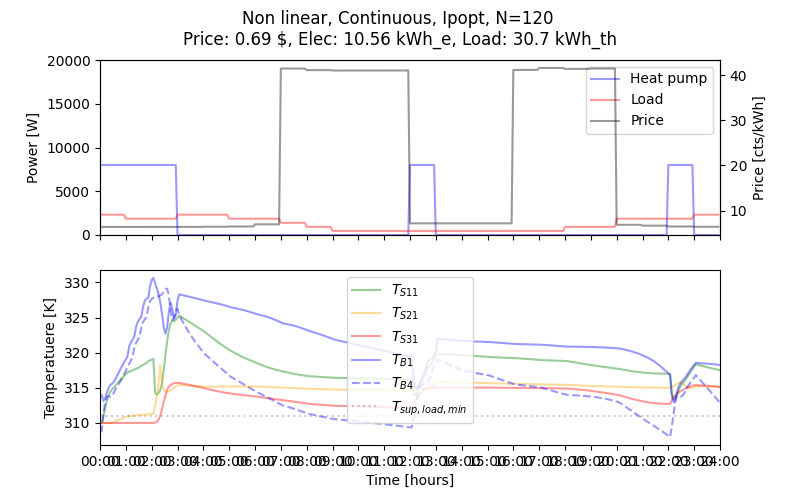 Non linear, Continuous, Ipopt, N=120
Price: 0.69 $, Elec: 10.56 kWh_e, Load: 30.7 kWh_th
20000
15000
10000
5000
0
Power [W]
Heat pump
Load
Price
40
30
20
10
Price [cts/kWh]
330
325
320
315
310
Temperatuere [K]
T_{S11}
T_{S21}
T_{S31}
T_{B1}
T_{B4}
T_{sup,load,min}
00:00 01:00 02:00 03:00 04:00 05:00 06:00 07:00 08:00 09:00 10:00 11:00 12:00 13:00 14:00 15:00 16:00 17:00 18:00 19:00 20:00 21:00 22:00 23:00 24:00
Time [hours]